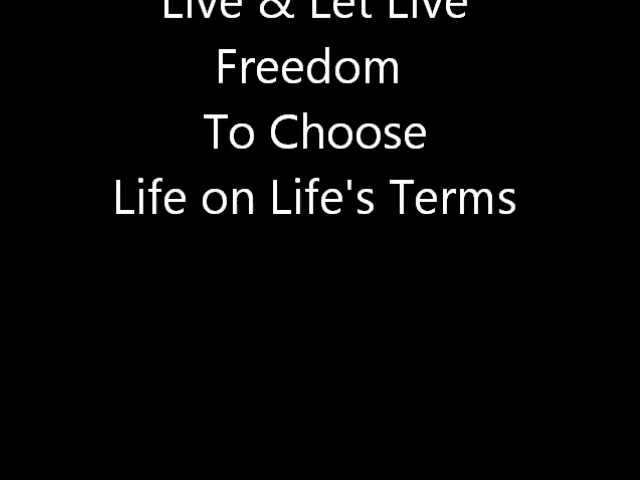 Live & Let Live
Freedom
To Choose
Life on Life's Terms